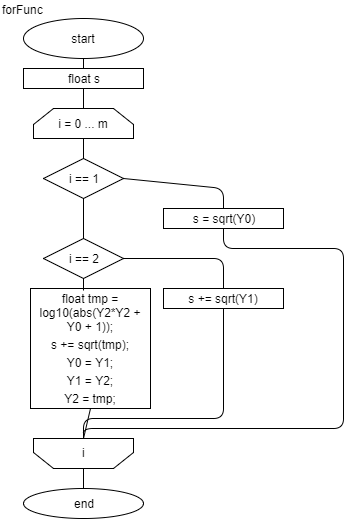 forFunc
start
float s
i = 0 ... m
i == 1
s = sqrt(Y0)
i == 2
float tmp =
log10(abs(Y2*Y2 +
Y0 + 1));
s += sqrt(tmp);
Y0 = Y1;
Y1 = Y2;
Y2 = tmp;
s += sqrt(Y1)
i
end